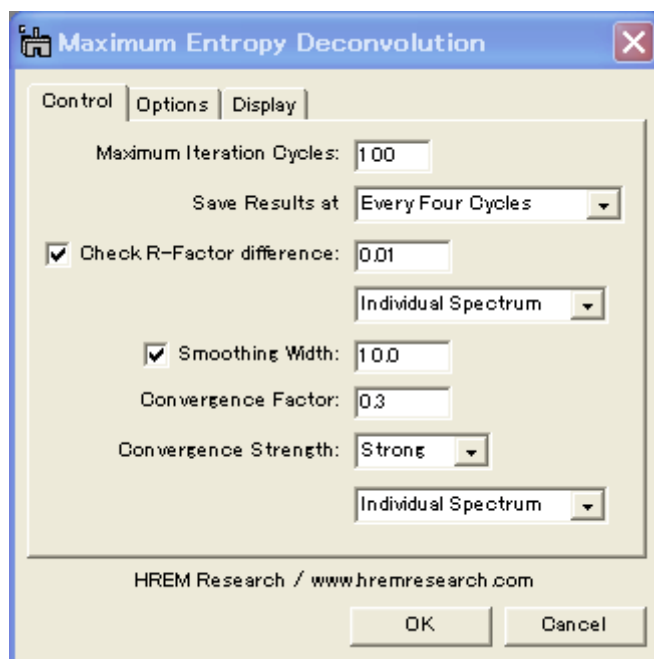 Maximum Entropy Deconvolution
Control Options Display
Maximum Iteration Cycles: 100
Save Results at Every Four Cycles
Check R-Factor difference: 0.01
Individual Spectrum
Smoothing Width: 10.0
Convergence Factor: 0.3
Convergence Strength: Strong
Individual Spectrum
HREM Research / www.hremresearch.com
OK Cancel